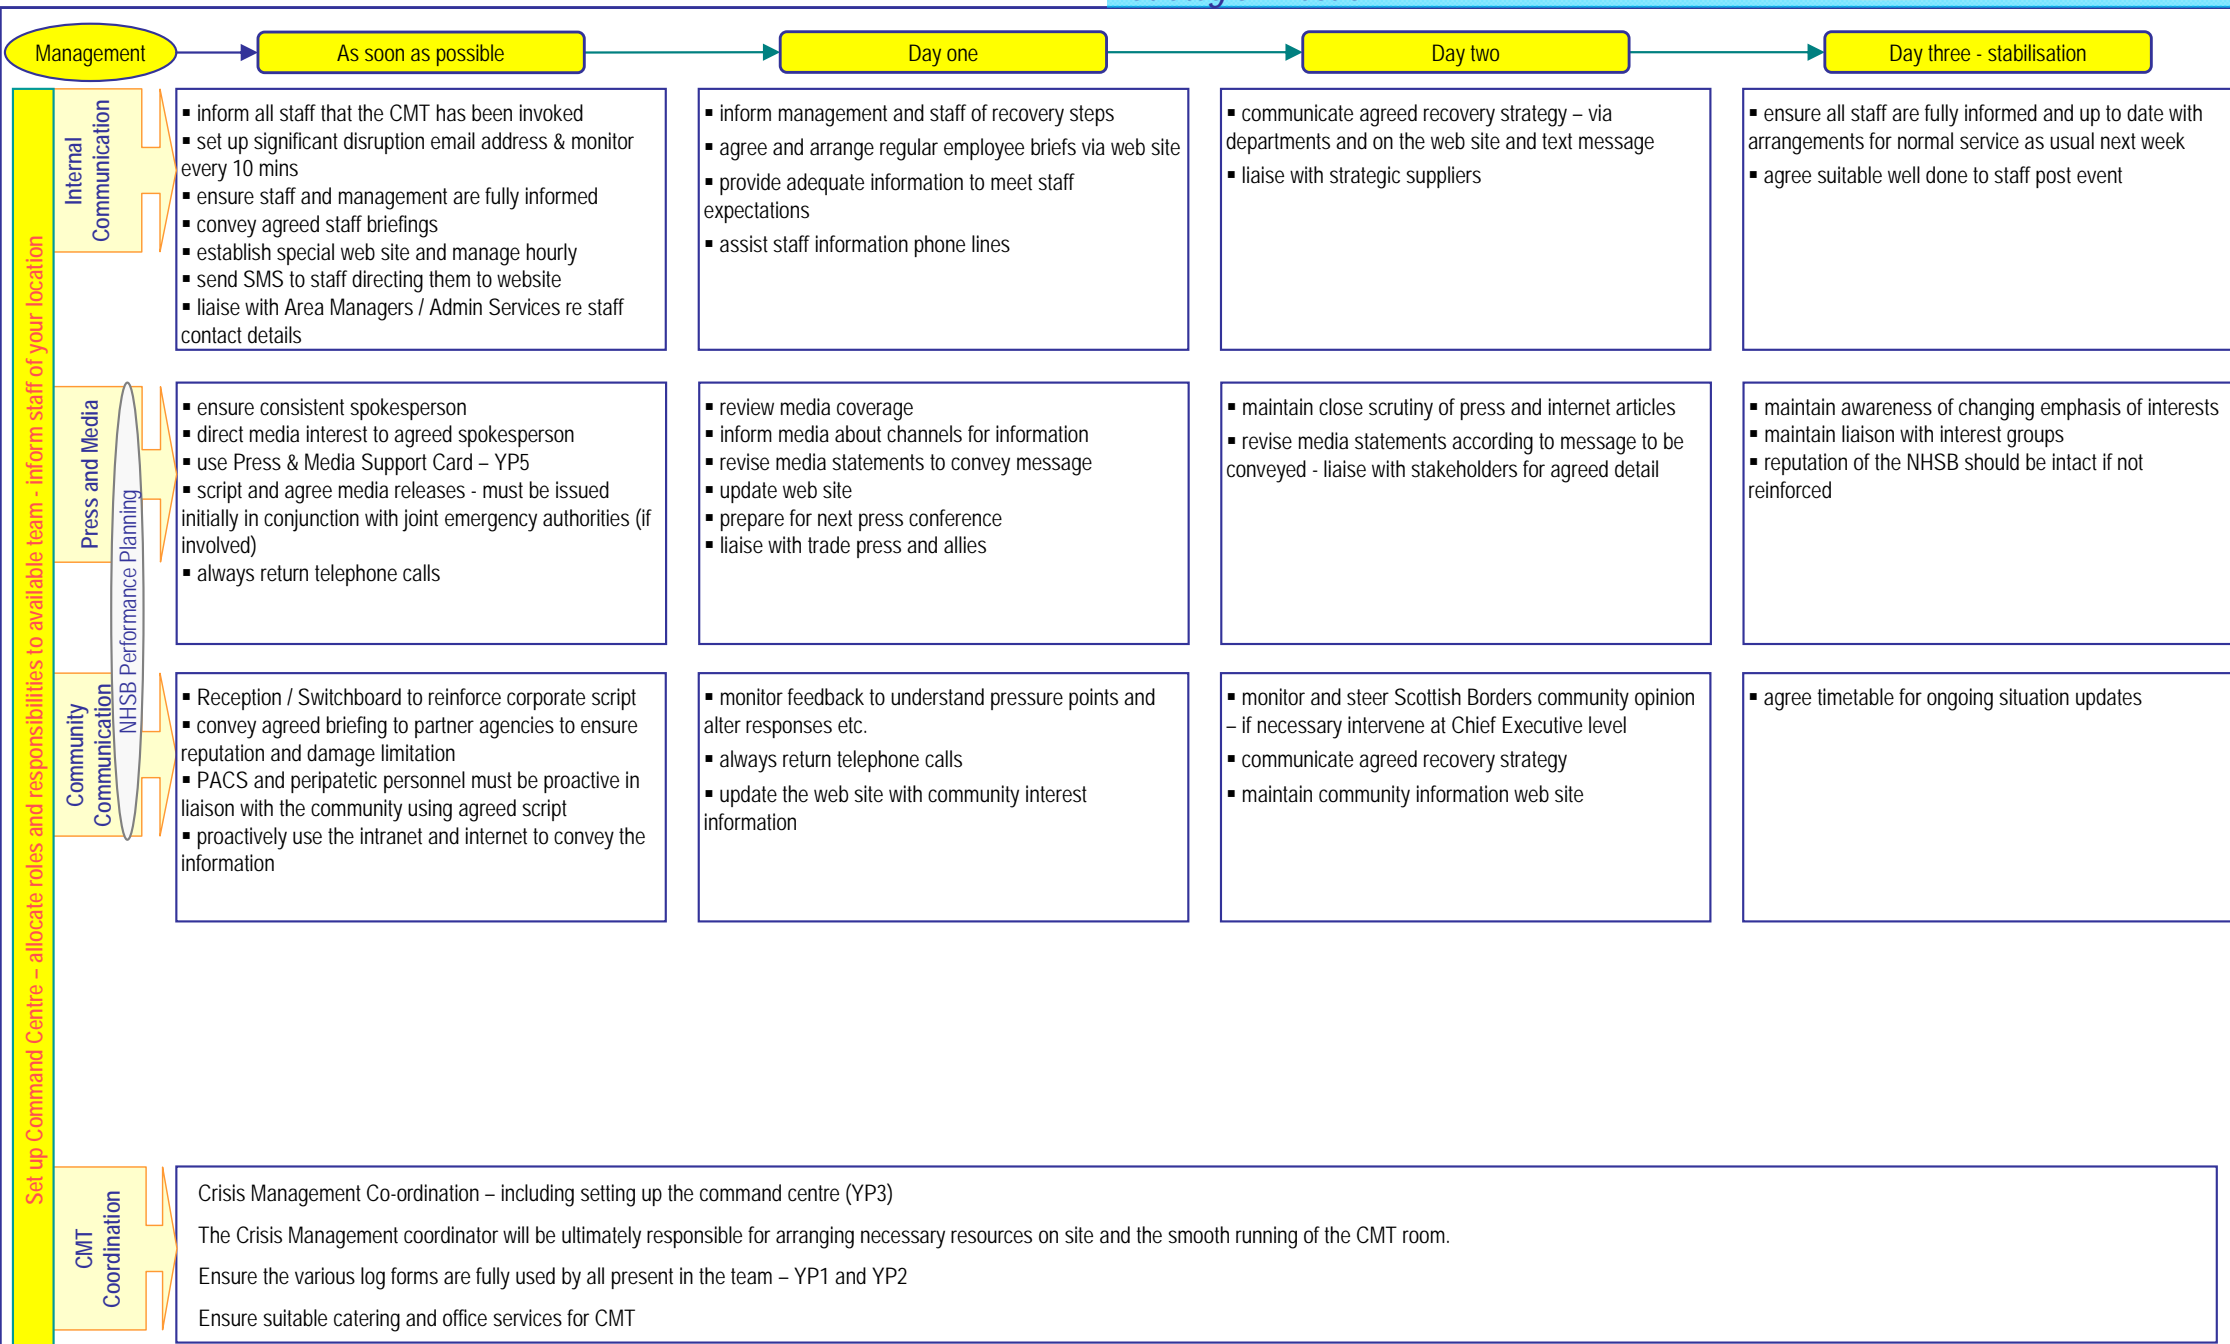 Management
As soon as possible
Day one
Day two
Day three - stabilisation
Set up Command Centre – allocate roles and responsibilities to available team - inform staff of your location
Internal
Communication
▪ inform all staff that the CMT has been invoked
▪ set up significant disruption email address & monitor
every 10 mins
▪ ensure staff and management are fully informed
▪ convey agreed staff briefings
▪ establish special web site and manage hourly
▪ send SMS to staff directing them to website
▪ liaise with Area Managers / Admin Services re staff
contact details
▪ inform management and staff of recovery steps
▪ agree and arrange regular employee briefs via web site
▪ provide adequate information to meet staff
expectations
▪ assist staff information phone lines
▪ communicate agreed recovery strategy – via
departments and on the web site and text message
▪ liaise with strategic suppliers
▪ ensure all staff are fully informed and up to date with
arrangements for normal service as usual next week
▪ agree suitable well done to staff post event
Press and Media
NHSB Performance Planning
▪ ensure consistent spokesperson
▪ direct media interest to agreed spokesperson
▪ use Press & Media Support Card – YP5
▪ script and agree media releases - must be issued
initially in conjunction with joint emergency authorities (if
involved)
▪ always return telephone calls
▪ review media coverage
▪ inform media about channels for information
▪ revise media statements to convey message
▪ update web site
▪ prepare for next press conference
▪ liaise with trade press and allies
▪ maintain close scrutiny of press and internet articles
▪ revise media statements according to message to be
conveyed - liaise with stakeholders for agreed detail
▪ maintain awareness of changing emphasis of interests
▪ maintain liaison with interest groups
▪ reputation of the NHSB should be intact if not
reinforced
Community
Communication
▪ Reception / Switchboard to reinforce corporate script
▪ convey agreed briefing to partner agencies to ensure
reputation and damage limitation
▪ PACS and peripatetic personnel must be proactive in
liaison with the community using agreed script
▪ proactively use the intranet and internet to convey the
information
▪ monitor feedback to understand pressure points and
alter responses etc.
▪ always return telephone calls
▪ update the web site with community interest
information
▪ monitor and steer Scottish Borders community opinion
– if necessary intervene at Chief Executive level
▪ communicate agreed recovery strategy
▪ maintain community information web site
▪ agree timetable for ongoing situation updates
CMT
Coordination
Crisis Management Co-ordination – including setting up the command centre (YP3)
The Crisis Management coordinator will be ultimately responsible for arranging necessary resources on site and the smooth running of the CMT room.
Ensure the various log forms are fully used by all present in the team – YP1 and YP2
Ensure suitable catering and office services for CMT